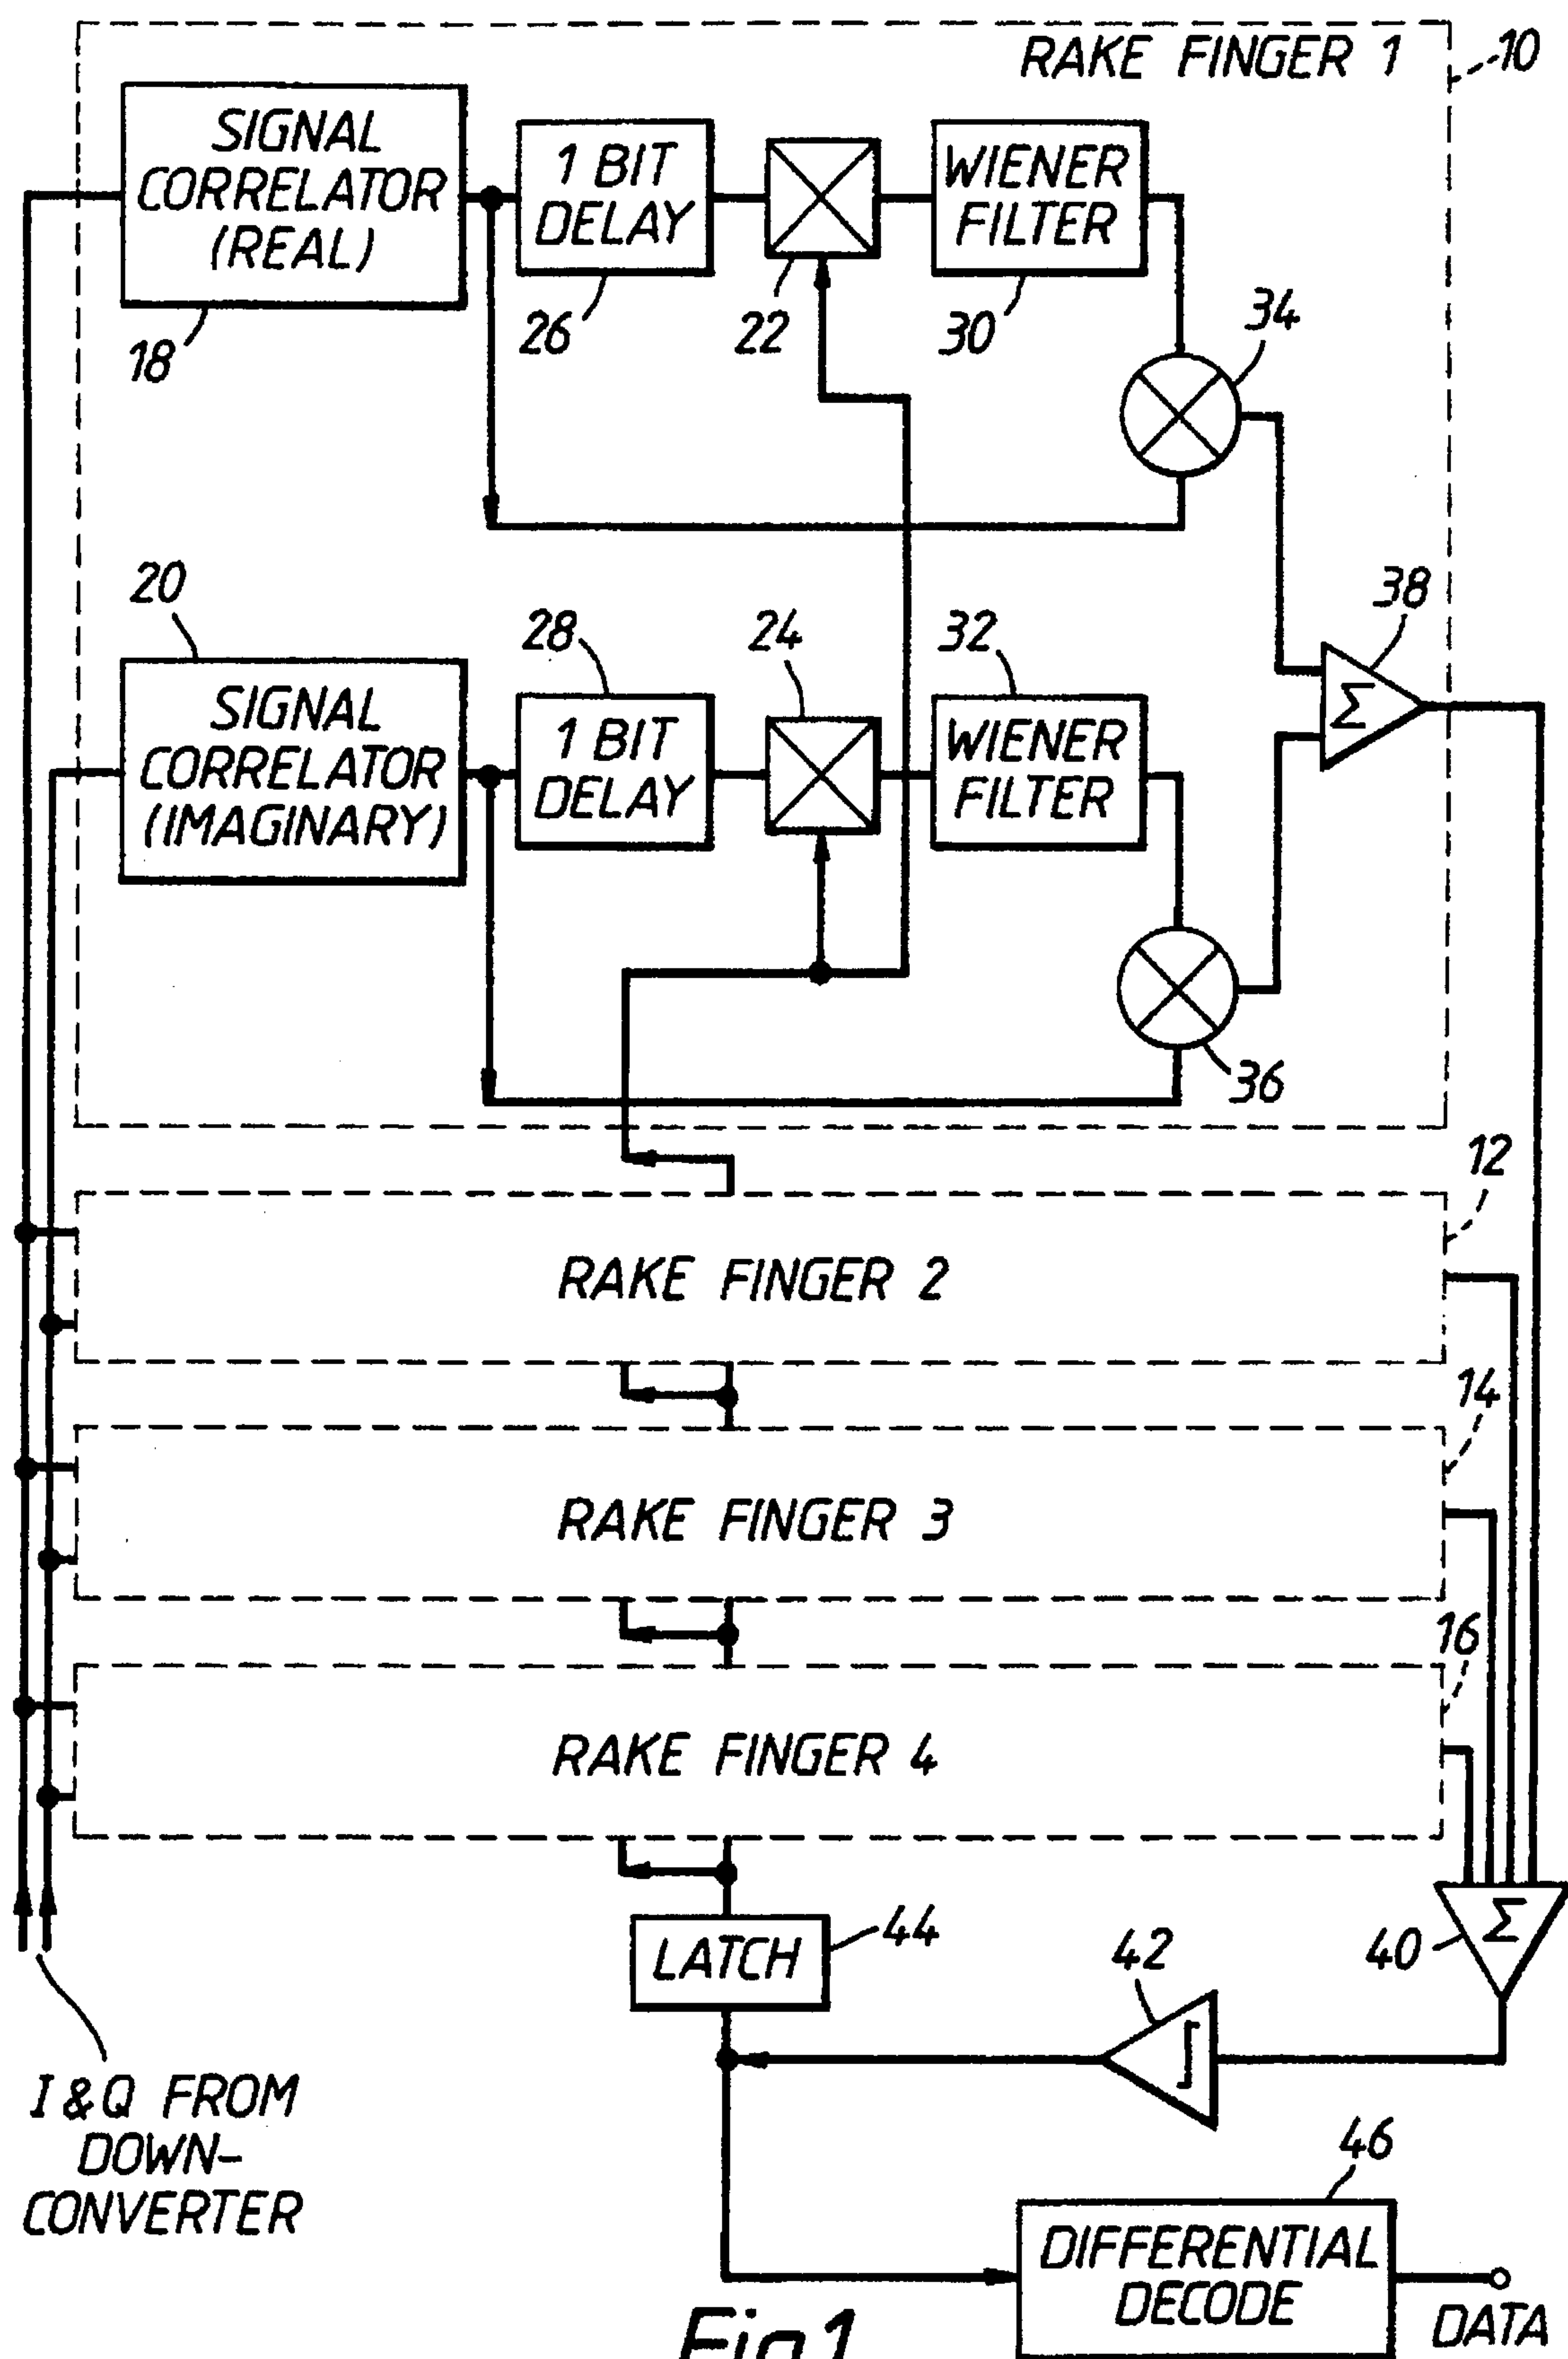 RAKE FINGER 1
10
SIGNAL
CORRELATOR
(REAL)
18
1 BIT
DELAY
26
22
WIENER
FILTER
30
34
20
SIGNAL
CORRELATOR
(IMAGINARY)
28
1 BIT
DELAY
24
32
WIENER
FILTER
38
Σ
36
12
RAKE FINGER 2
14
RAKE FINGER 3
16
RAKE FINGER 4
LATCH
44
42
40
Σ
I & Q FROM
DOWN-
CONVERTER
46
DIFFERENTIAL
DECODE
DATA
Fig1